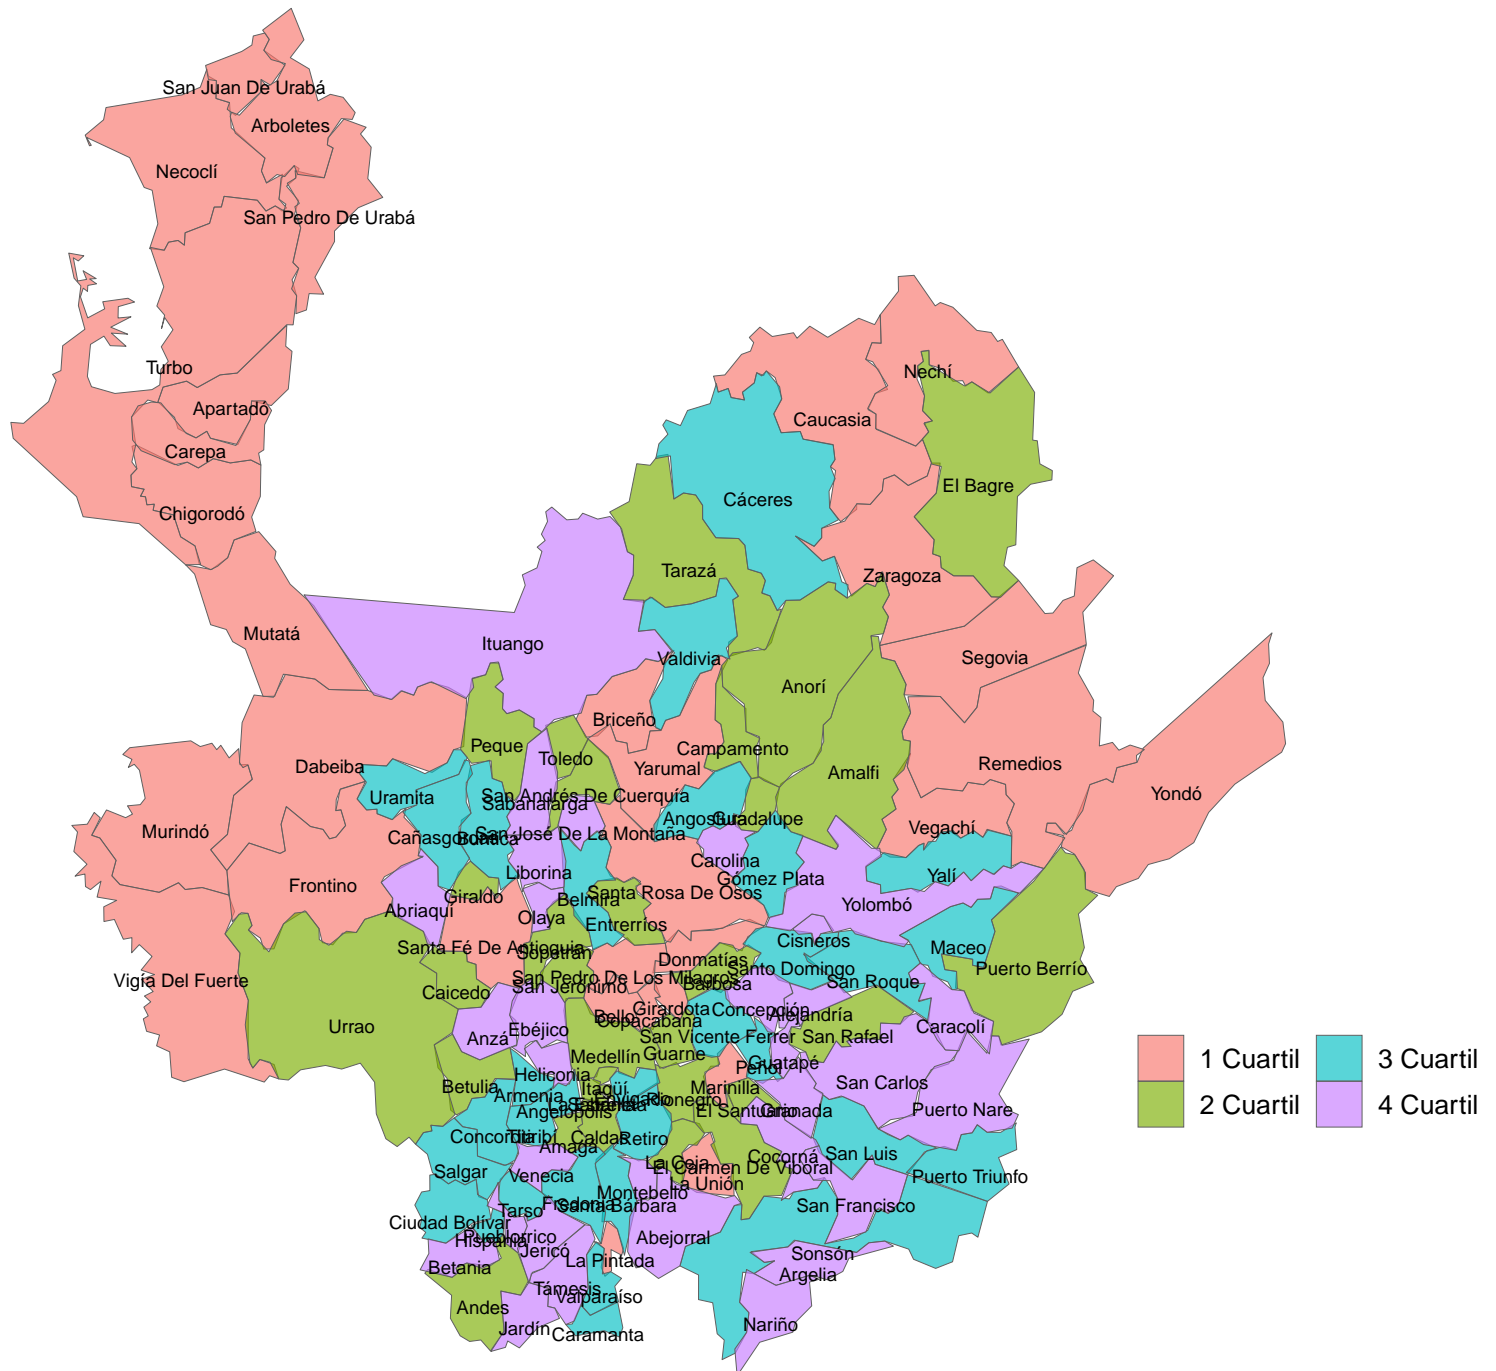 San Juan De Urabá
Arboletes
Necoclí
San Pedro De Urabá
Turbo
Apartadó
Carepa
Chigorodó
Mutatá
Nechí
Caucasia
El Bagre
Cáceres
Tarazá
Zaragoza
Ituango
Valdivia
Segovia
Anorí
Briceño
Peque
Toledo
Campamento
Yarumal
Dabeiba
Amalfi
Remedios
Yondó
Uramita
San Andrés De Cuerquía
Sabanalarga
Murindó
Cañasgordas
Buriticá
San José De La Montaña
Angostura
Guadalupe
Vegachí
Carolina
Liborina
Gómez Plata
Yalí
Frontino
Giraldo
Belmira
Santa Rosa De Osos
Abriaquí
Olaya
Entrerríos
Yolombó
Cisneros
Maceo
Santa Fé De Antioquia
Sopetrán
Donmatías
Santo Domingo
Puerto Berrío
Vigía Del Fuerte
San Pedro De Los Milagros
San Jerónimo
Barbosa
San Roque
Caicedo
Girardota
Concepción
Alejandría
Bello
Copacabana
Urrao
Anzá
Ebéjico
San Vicente Ferrer
San Rafael
Caracolí
Medellín
Guarne
Guatapé
Peñol
Heliconia
Betulia
Armenia
Itagüí
Marinilla
San Carlos
La Estrella
Sabaneta
Envigado
Rionegro
Angelópolis
El Santuario
Granada
Puerto Nare
Concordia
Titiribí
Caldas
Retiro
Amagá
Salgar
Venecia
La Ceja
El Carmen De Viboral
Cocorná
San Luis
Puerto Triunfo
La Unión
Montebello
Tarso
Fredonia
Santa Bárbara
San Francisco
Ciudad Bolívar
Pueblorrico
Hispania
Jericó
Abejorral
Betania
La Pintada
Sonsón
Argelia
Támesis
Valparaíso
Andes
Jardín
Caramanta
Nariño
1 Cuartil
3 Cuartil
2 Cuartil
4 Cuartil